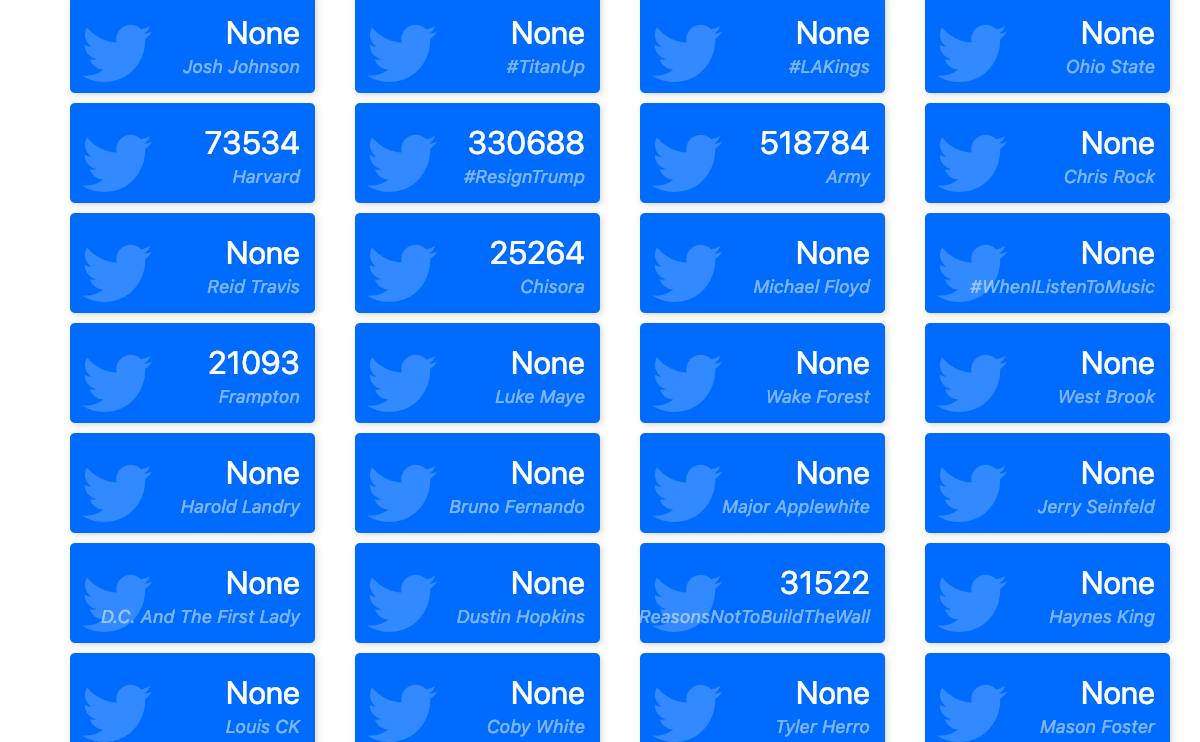 None
Josh Johnson
None
#TitanUp
None
#LAKings
None
Ohio State
73534
Harvard
330688
#ResignTrump
518784
Army
None
Chris Rock
None
Reid Travis
25264
Chisora
None
Michael Floyd
None
#WhenIListenToMusic
21093
Frampton
None
Luke Maye
None
Wake Forest
None
West Brook
None
Harold Landry
None
Bruno Fernando
None
Major Applewhite
None
Jerry Seinfeld
None
D.C. And The First Lady
None
Dustin Hopkins
31522
ReasonsNotToBuildTheWall
None
Haynes King
None
Louis CK
None
Coby White
None
Tyler Herro
None
Mason Foster